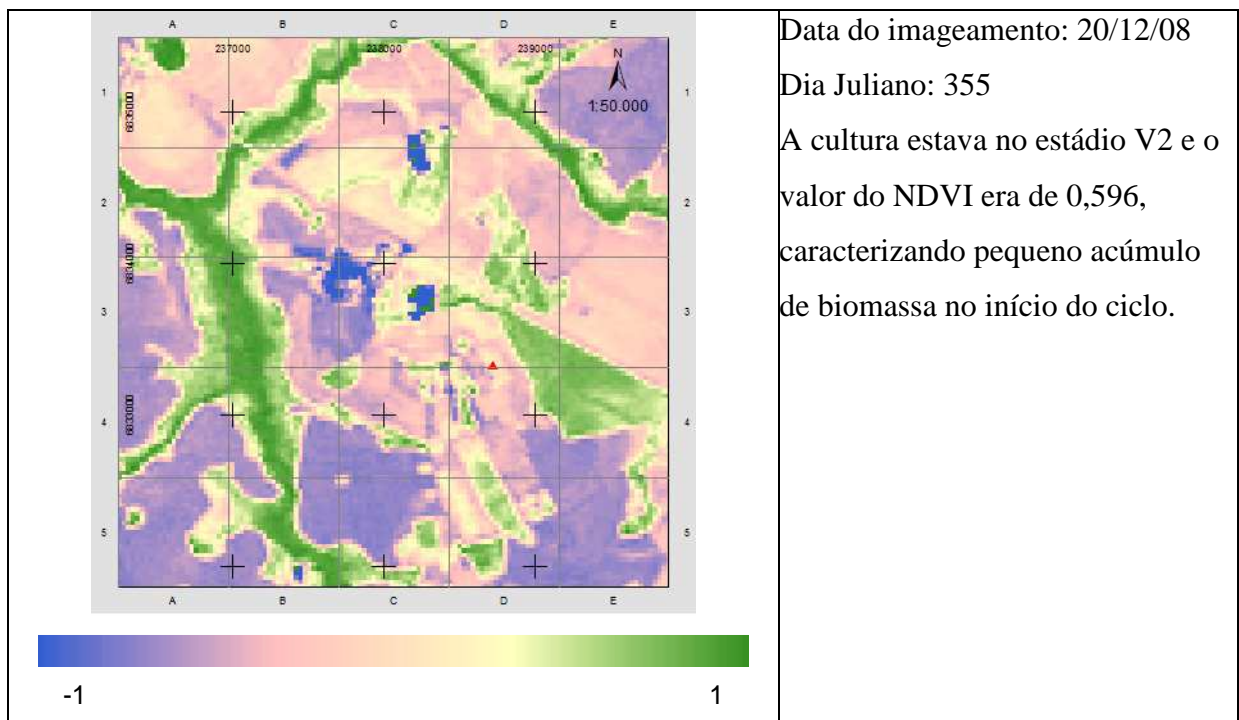 A B C D E
237000 238000 239000
N
1:50.000
1 1
6835000
2 2
6834000
3 3
4 4
6833000
5 5
A B C D E
-1 1
Data do imageamento: 20/12/08
Dia Juliano: 355
A cultura estava no estádio V2 e o
valor do NDVI era de 0,596,
caracterizando pequeno acúmulo
de biomassa no início do ciclo.